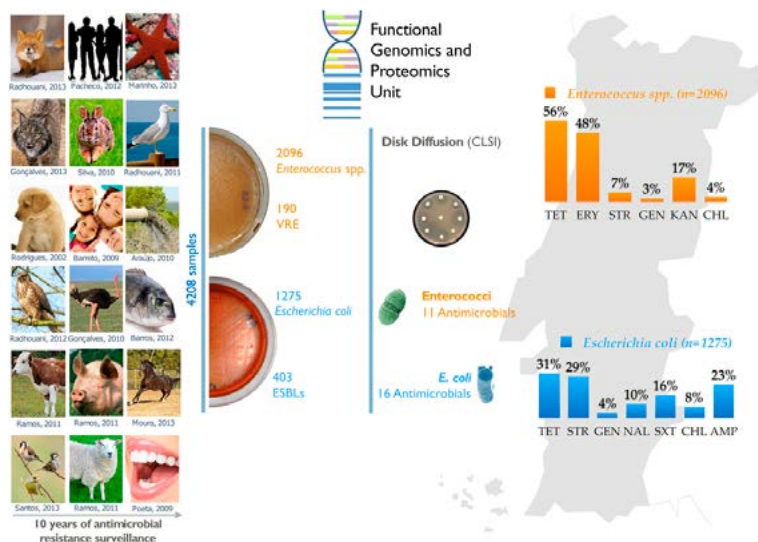 Functional
Genomics and
Proteomics
Unit
Radhouani, 2013
Pacheco, 2012
Marinho, 2013
Gonçalves, 2013
Silva, 2010
Radhouani, 2011
Rodrigues, 2002
Barreto, 2009
Araújo, 2010
Radhouani, 2012
Gonçalves, 2010
Barros, 2012
Ramos, 2011
Ramos, 2011
Moura, 2013
Santos, 2013
Ramos, 2011
Poeta, 2009
10 years of antimicrobial
resistance surveillance
4208 samples
2096
Enterococcus spp.
190
VRE
1275
Escherichia coli
403
ESBLs
Disk Diffusion (CLSI)
Enterococci
11 Antimicrobials
E. coli
16 Antimicrobials
Enterococcus spp. (n=2096)
56%
48%
7%
3%
17%
4%
TET ERY STR GEN KAN CHL
Escherichia coli (n=1275)
31%
29%
4%
10%
16%
8%
23%
TET STR GEN NAL SXT CHL AMP